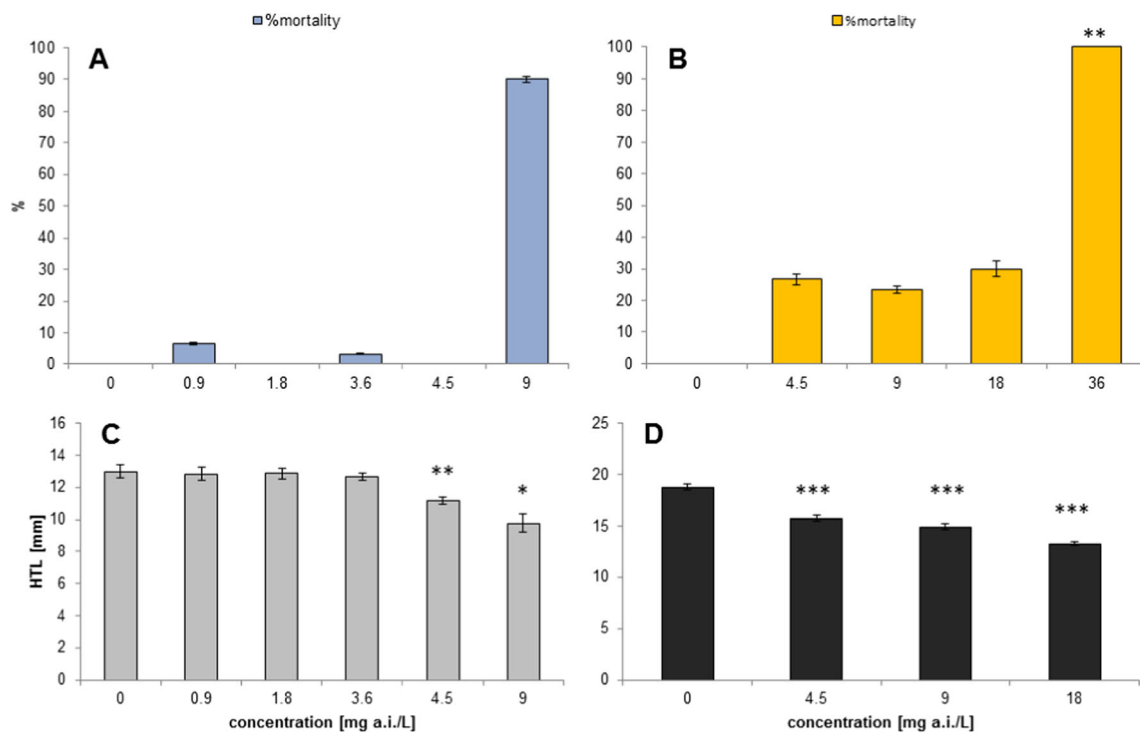 %mortality
%mortality
A
100
90
80
70
60
50
40
30
20
10
0
%
0 0.9 1.8 3.6 4.5 9
B
**
100
90
80
70
60
50
40
30
20
10
0
0 4.5 9 18 36
C
16
14
12
10
8
6
4
2
0
HTL [mm]
** *
0 0.9 1.8 3.6 4.5 9
concentration [mg a.i./L]
D
25
20
15
10
5
0
*** *** ***
0 4.5 9 18
concentration [mg a.i./L]